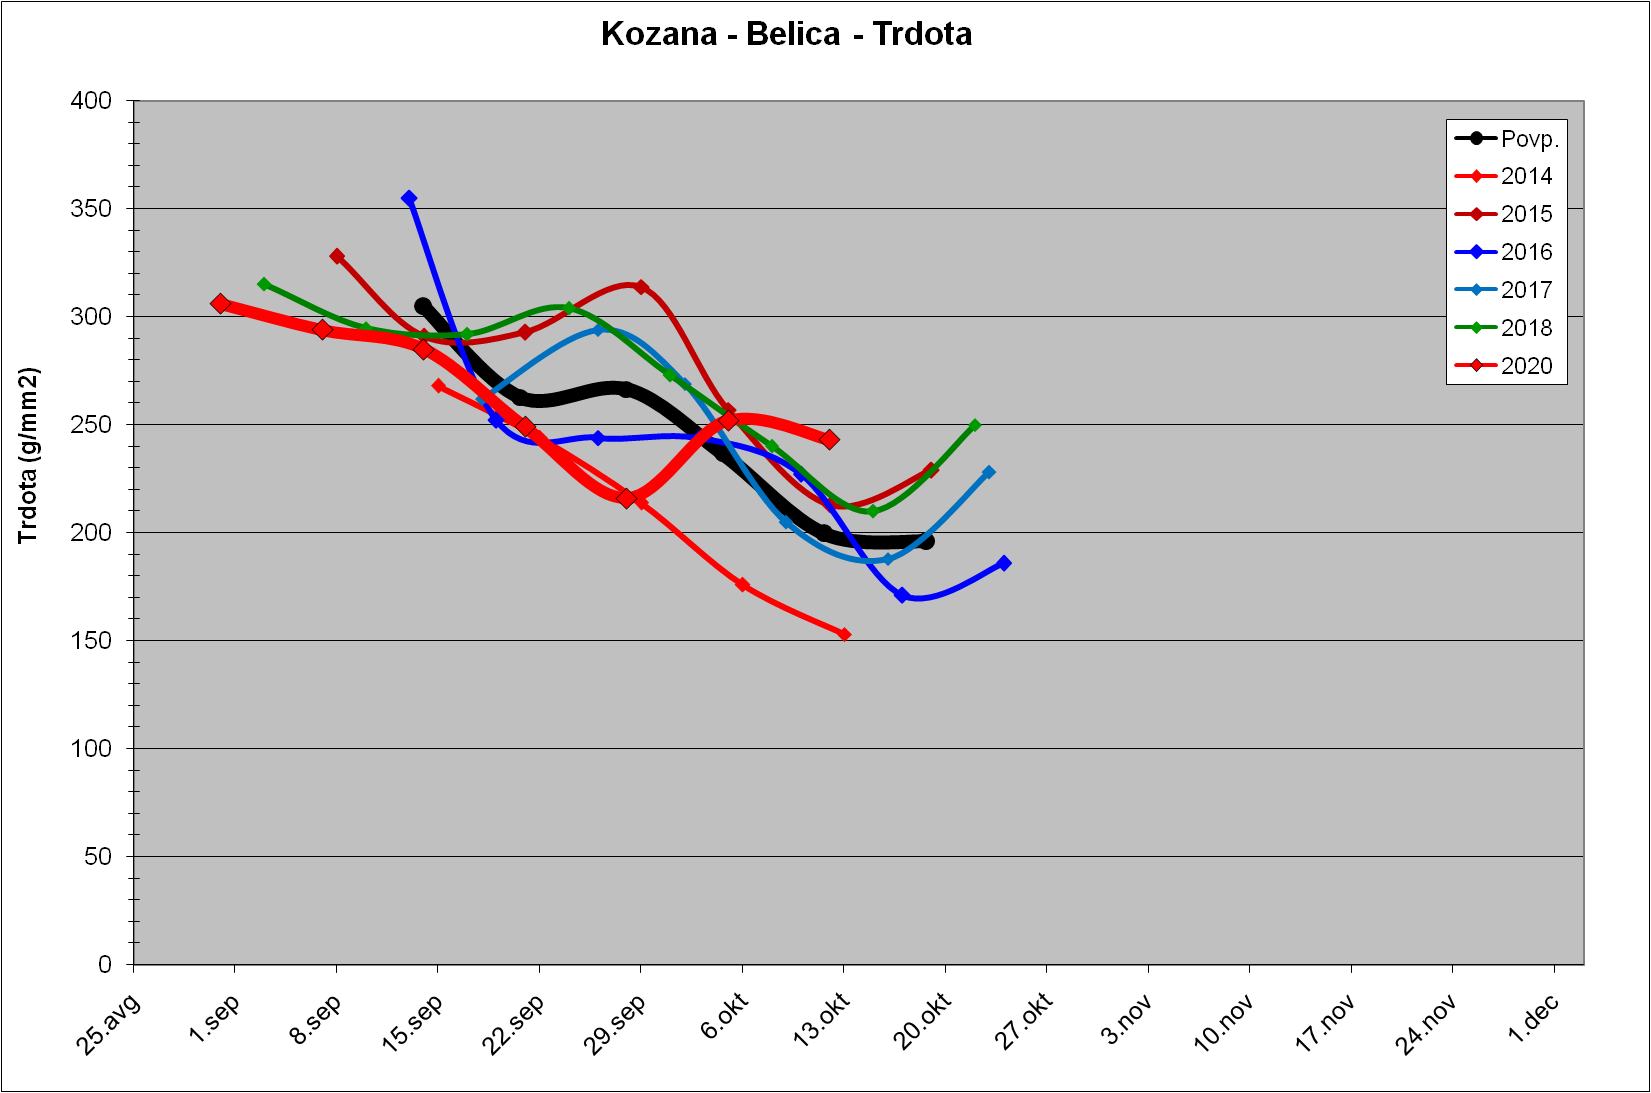 Kozana - Belica - Trdota
Trdota (g/mm2)
400
350
300
250
200
150
100
50
0
25.avg
1.sep
8.sep
15.sep
22.sep
29.sep
6.okt
13.okt
20.okt
27.okt
3.nov
10.nov
17.nov
24.nov
1.dec
Povp.
2014
2015
2016
2017
2018
2020